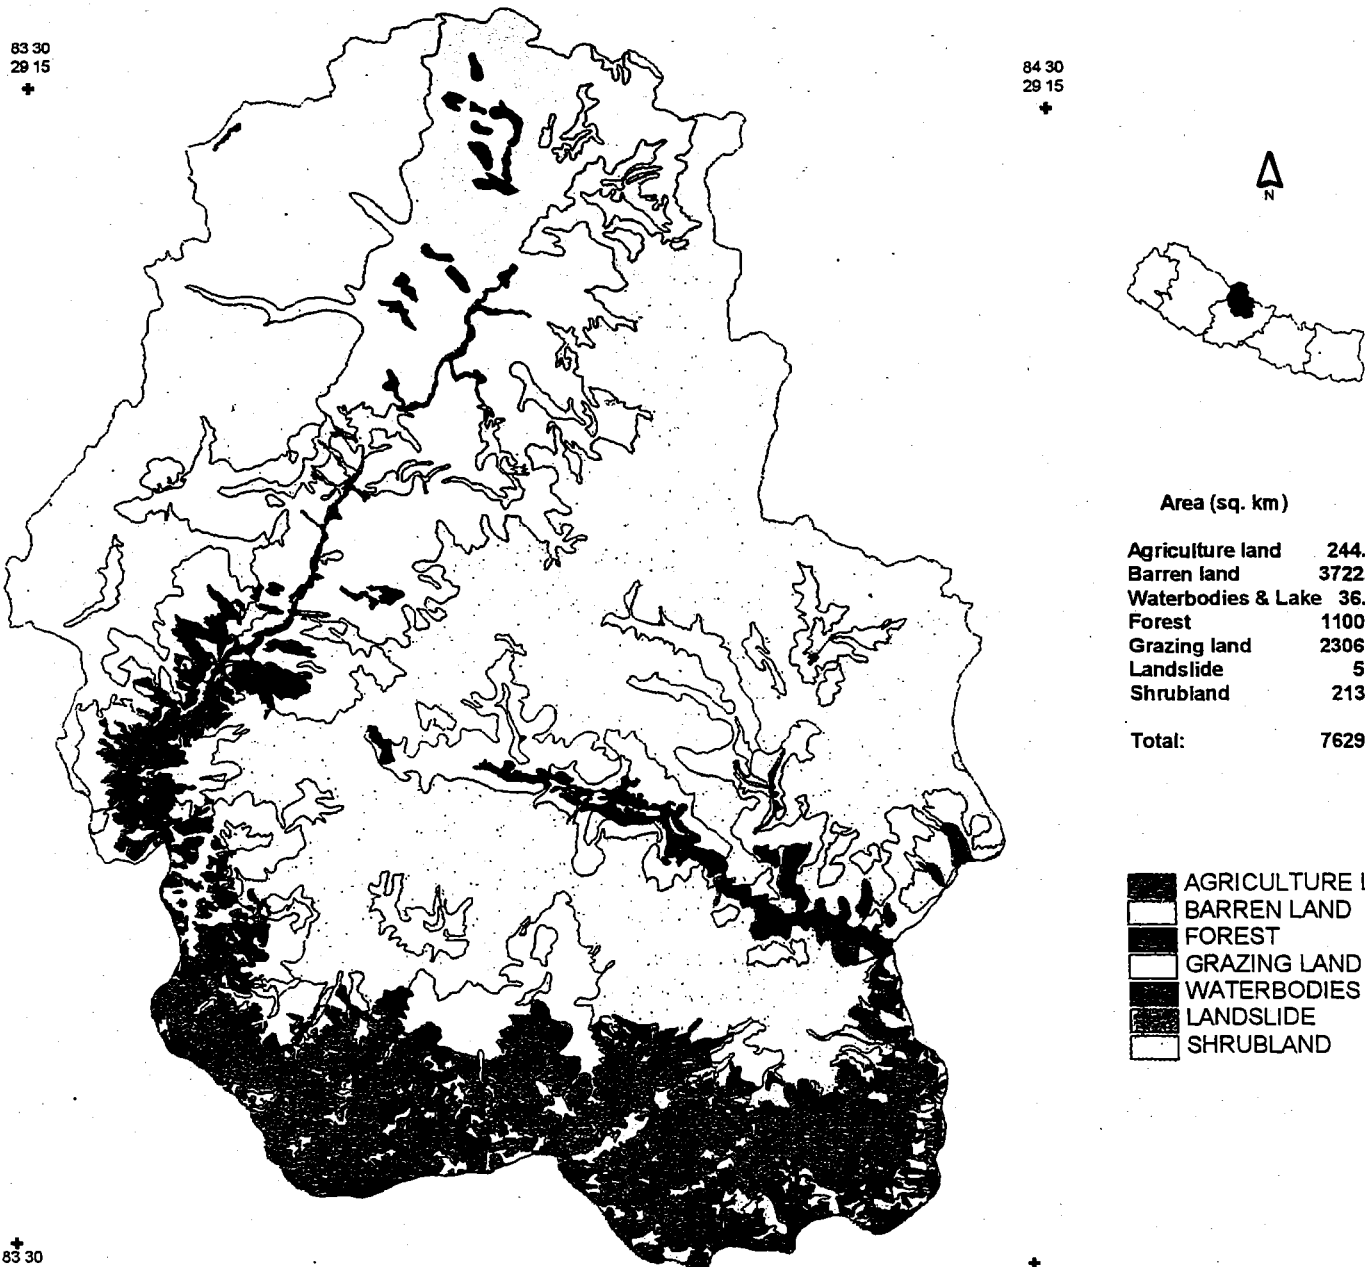 83 30
29 15
84 30
29 15
N
Area (sq. km)
Agriculture land 244.
Barren land 3722
Waterbodies & Lake 36.
Forest 1100
Grazing land 2306
Landslide 5
Shrubland 213
Total: 7629
AGRICULTURE L
BARREN LAND
FOREST
GRAZING LAND
WATERBODIES
LANDSLIDE
SHRUBLAND
83 30